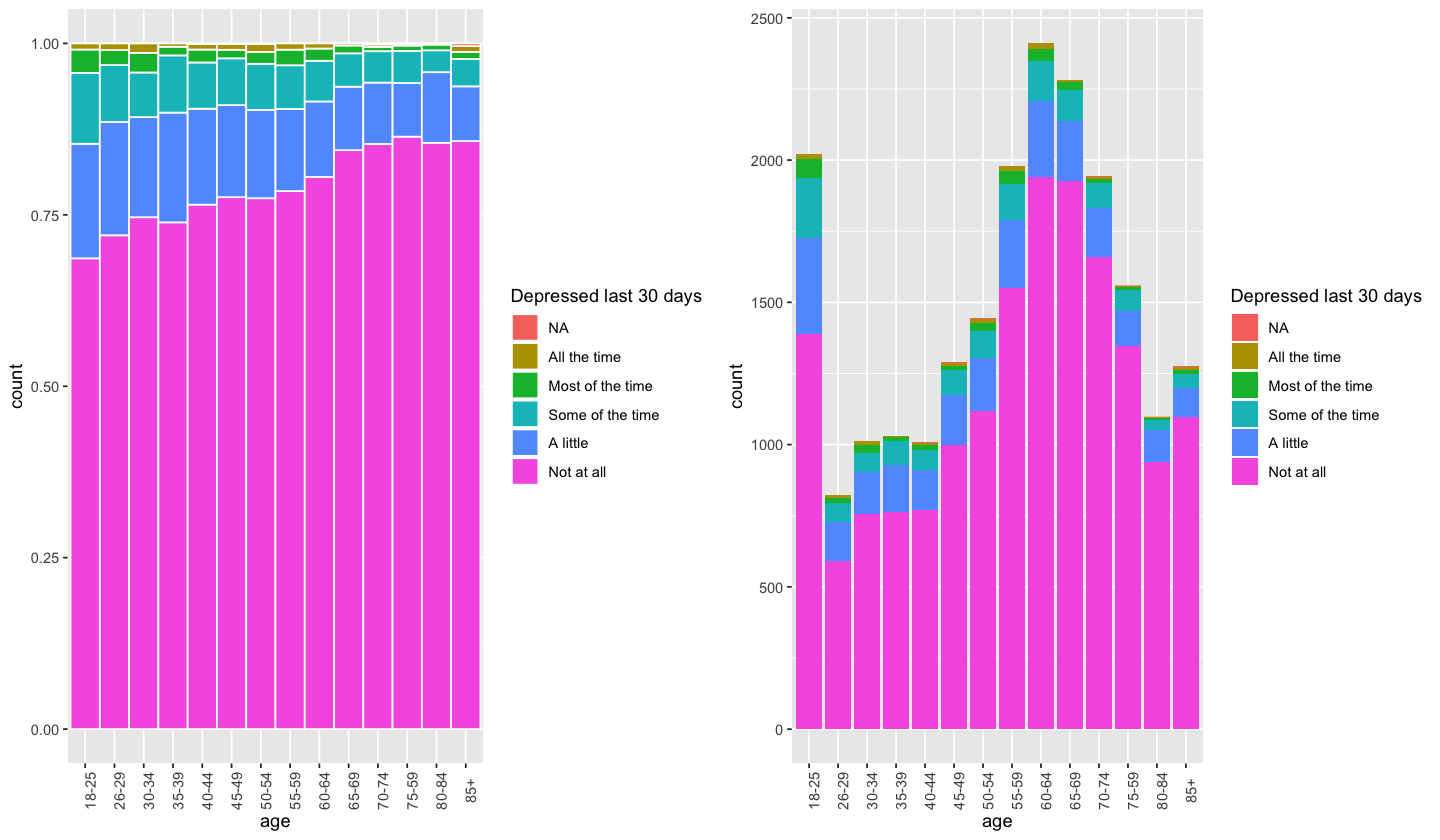 1.00
0.75
0.50
0.25
0.00
count
18-25
26-29
30-34
35-39
40-44
45-49
50-54
55-59
60-64
65-69
70-74
75-59
80-84
85+
age
Depressed last 30 days
NA
All the time
Most of the time
Some of the time
A little
Not at all
2500
2000
1500
1000
500
0
count
18-25
26-29
30-34
35-39
40-44
45-49
50-54
55-59
60-64
65-69
70-74
75-59
80-84
85+
age
Depressed last 30 days
NA
All the time
Most of the time
Some of the time
A little
Not at all